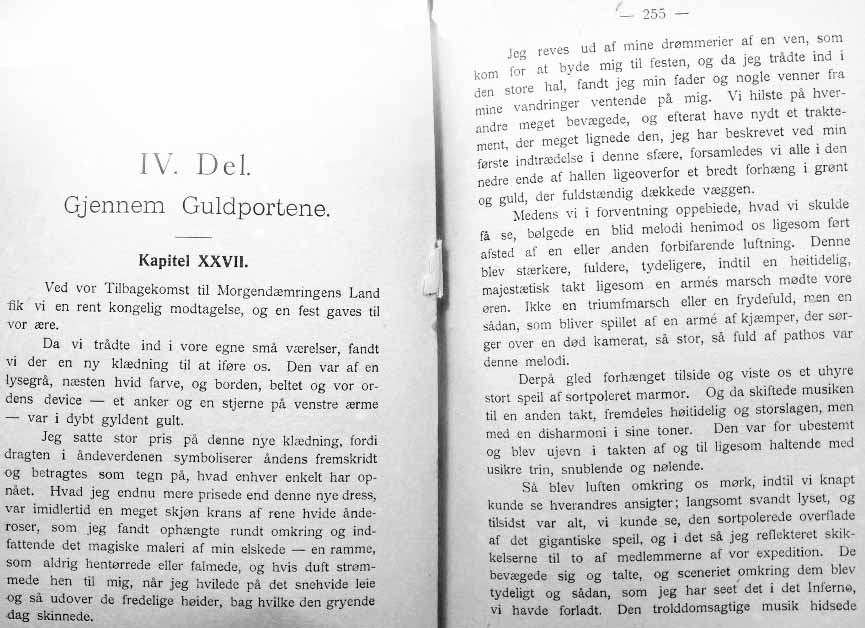 IV. Del.
Gjennem Guldportene.
Kapitel XXVII.
Ved vor Tilbagekomst til Morgendæmringens Land
fik vi en rent kongelig modtagelse, og en fest gaves til
vor ære.
Da vi trådte ind i vore egne små værelser, fandt
vi der en ny klædning til at iføre os. Den var af en
lysegrå, næsten hvid farve, og borden, beltet og vor or-
dens device — et anker og en stjerne på venstre ærme
— var i dybt gyldent gult.
Jeg satte stor pris på denne nye klædning, fordi
dragten i åndeverdenen symboliserer åndens fremskridt
og betragtes som tegn på, hvad enhver enkelt har op-
nået. Hvad jeg endnu mere prisede end denne nye dress,
var imidlertid en meget skjøn krans af rene hvide ånde-
roser, som jeg fandt ophængte rundt omkring og ind-
fattende det magiske maleri af min elskede — en ramme,
som aldrig hentørrede eller falmede, og hvis duft strøm-
mede hen til mig, når jeg hvilede på det snehvide leie
og så udover de fredelige høider, bag hvilke den gryende
dag skinnede.
— 255 —
Jeg reves ud af mine drømmerier af en ven, som
kom for at byde mig til festen, og da jeg trådte ind i
den store hal, fandt jeg min fader og nogle venner fra
mine vandringer ventende på mig. Vi hilste på hver-
andre meget bevægede, og efterat have nydt et trakte-
ment, der meget lignede den, jeg har beskrevet ved min
første indtrædelse i denne sfære, forsamledes vi alle i den
nedre ende af hallen ligeoverfor et bredt forhæng i grønt
og guld, der fuldstændig dækkede væggen.
Medens vi i forventning oppebiede, hvad vi skulde
få se, bølgede en blid melodi henimod os ligesom ført
afsted af en eller anden forbifarende luftning. Denne
blev stærkere, fuldere, tydeligere, indtil en høitidelig,
majestætisk takt ligesom en armés marsch mødte vore
øren. Ikke en triumfmarsch eller en frydefuld, men en
sådan, som bliver spillet af en armé af kjæmper, der sør-
ger over en død kamerat, så stor, så fuld af pathos var
denne melodi.
Derpå gled forhænget tilside og viste os et uhyre
stort speil af sortpoleret marmor. Og da skiftede musiken
til en anden takt, fremdeles høitidelig og storslagen, men
med en disharmoni i sine toner. Den var for ubestemt
og blev ujevn i takten af og til ligesom haltende med
usikre trin, snublende og nølende.
Så blev luften omkring os mørk, indtil vi knapt
kunde se hverandres ansigter; langsomt svandt lyset, og
tilsidst var alt, vi kunde se, den sortpolerede overflade
af det gigantiske speil, og i det så jeg reflekteret skik-
kelserne til to af medlemmerne af vor expedition. De
bevægede sig og talte, og sceneriet omkring dem blev
tydeligt og sådan, som jeg har seet det i det Inferno,
vi havde forladt. Den trolddomsagtige musik hidsede